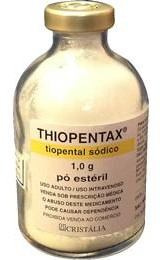 THIOPENTAX®
tiopental sódico
1,0 g
pó estéril
USO ADULTO / USO INTRAVENOSO
VENDA SOB PRESCRIÇÃO MÉDICA
O ABUSO DESTE MEDICAMENTO
PODE CAUSAR DEPENDÊNCIA
PROIBIDA VENDA AO COMÉRCIO
CRISTÁLIA